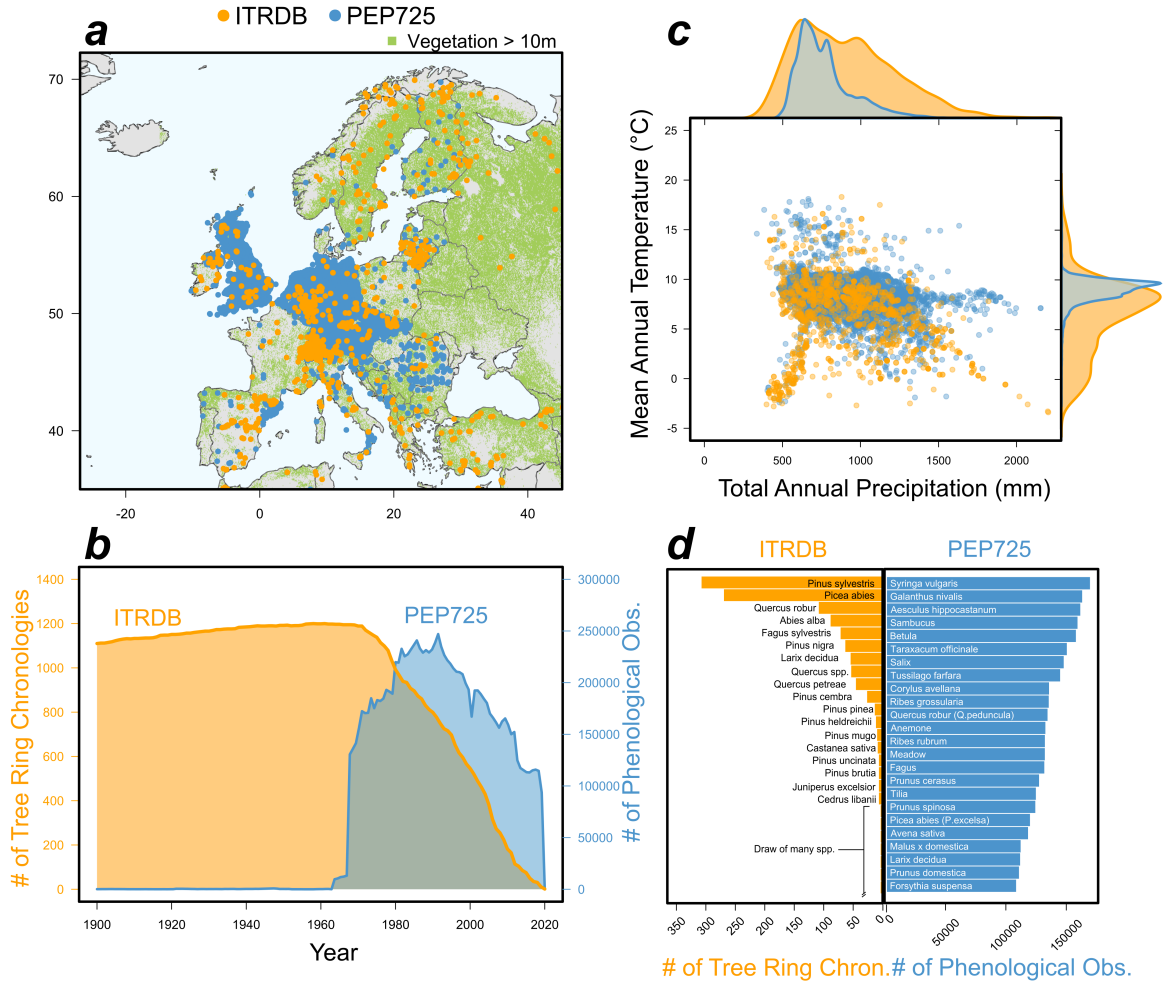 a
ITRDB PEP725
Vegetation > 10m
70
60
50
40
-20 0 20 40
c
Mean Annual Temperature (°C)
25
20
15
10
5
0
-5
0 500 1000 1500 2000
Total Annual Precipitation (mm)
b
# of Tree Ring Chronologies
1400
1200
1000
800
600
400
200
0
ITRDB
PEP725
300000
250000
200000
150000
100000
50000
0
# of Phenological Obs.
1900 1920 1940 1960 1980 2000 2020
Year
d
ITRDB PEP725
Pinus sylvestris
Picea abies
Quercus robur
Abies alba
Fagus sylvestris
Pinus nigra
Larix decidua
Quercus spp.
Quercus petreae
Pinus cembra
Pinus pinea
Pinus heldreichii
Pinus mugo
Castanea sativa
Pinus uncinata
Pinus brutia
Juniperus excelsior
Cedrus libanii
Draw of many spp.
Syringa vulgaris
Galanthus nivalis
Aesculus hippocastanum
Sambucus
Betula
Taraxacum officinale
Salix
Tussilago farfara
Corylus avellana
Ribes grossularia
Quercus robur (Q.peduncula)
Anemone
Ribes rubrum
Meadow
Fagus
Prunus cerasus
Tilia
Prunus spinosa
Picea abies (P.excelsa)
Avena sativa
Malus x domestica
Larix decidua
Prunus domestica
Forsythia suspensa
350 300 250 200 150 100 50 0
0 50000 100000 150000
# of Tree Ring Chron.
# of Phenological Obs.